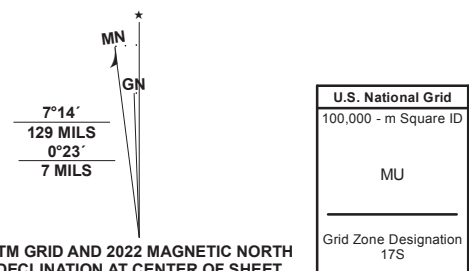 ★
MN
GN
7°14´
129 MILS
0°23´
7 MILS
TM GRID AND 2022 MAGNETIC NORTH
DECLINATION AT CENTER OF SHEET
U.S. National Grid
100,000 - m Square ID
MU
Grid Zone Designation
17S